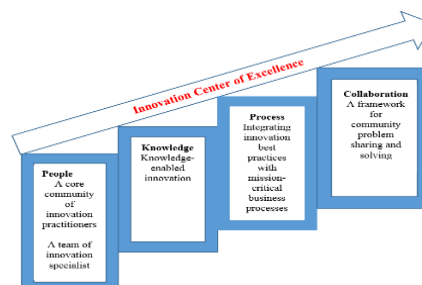 Innovation Center of Excellence
People
A core
community
of
innovation
practitioners
A team of
innovation
specialist
Knowledge
Knowledge-
enabled
innovation
Process
Integrating
innovation
best
practices
with
mission-
critical
business
processes
Collaboration
A framework
for
community
problem
sharing and
solving